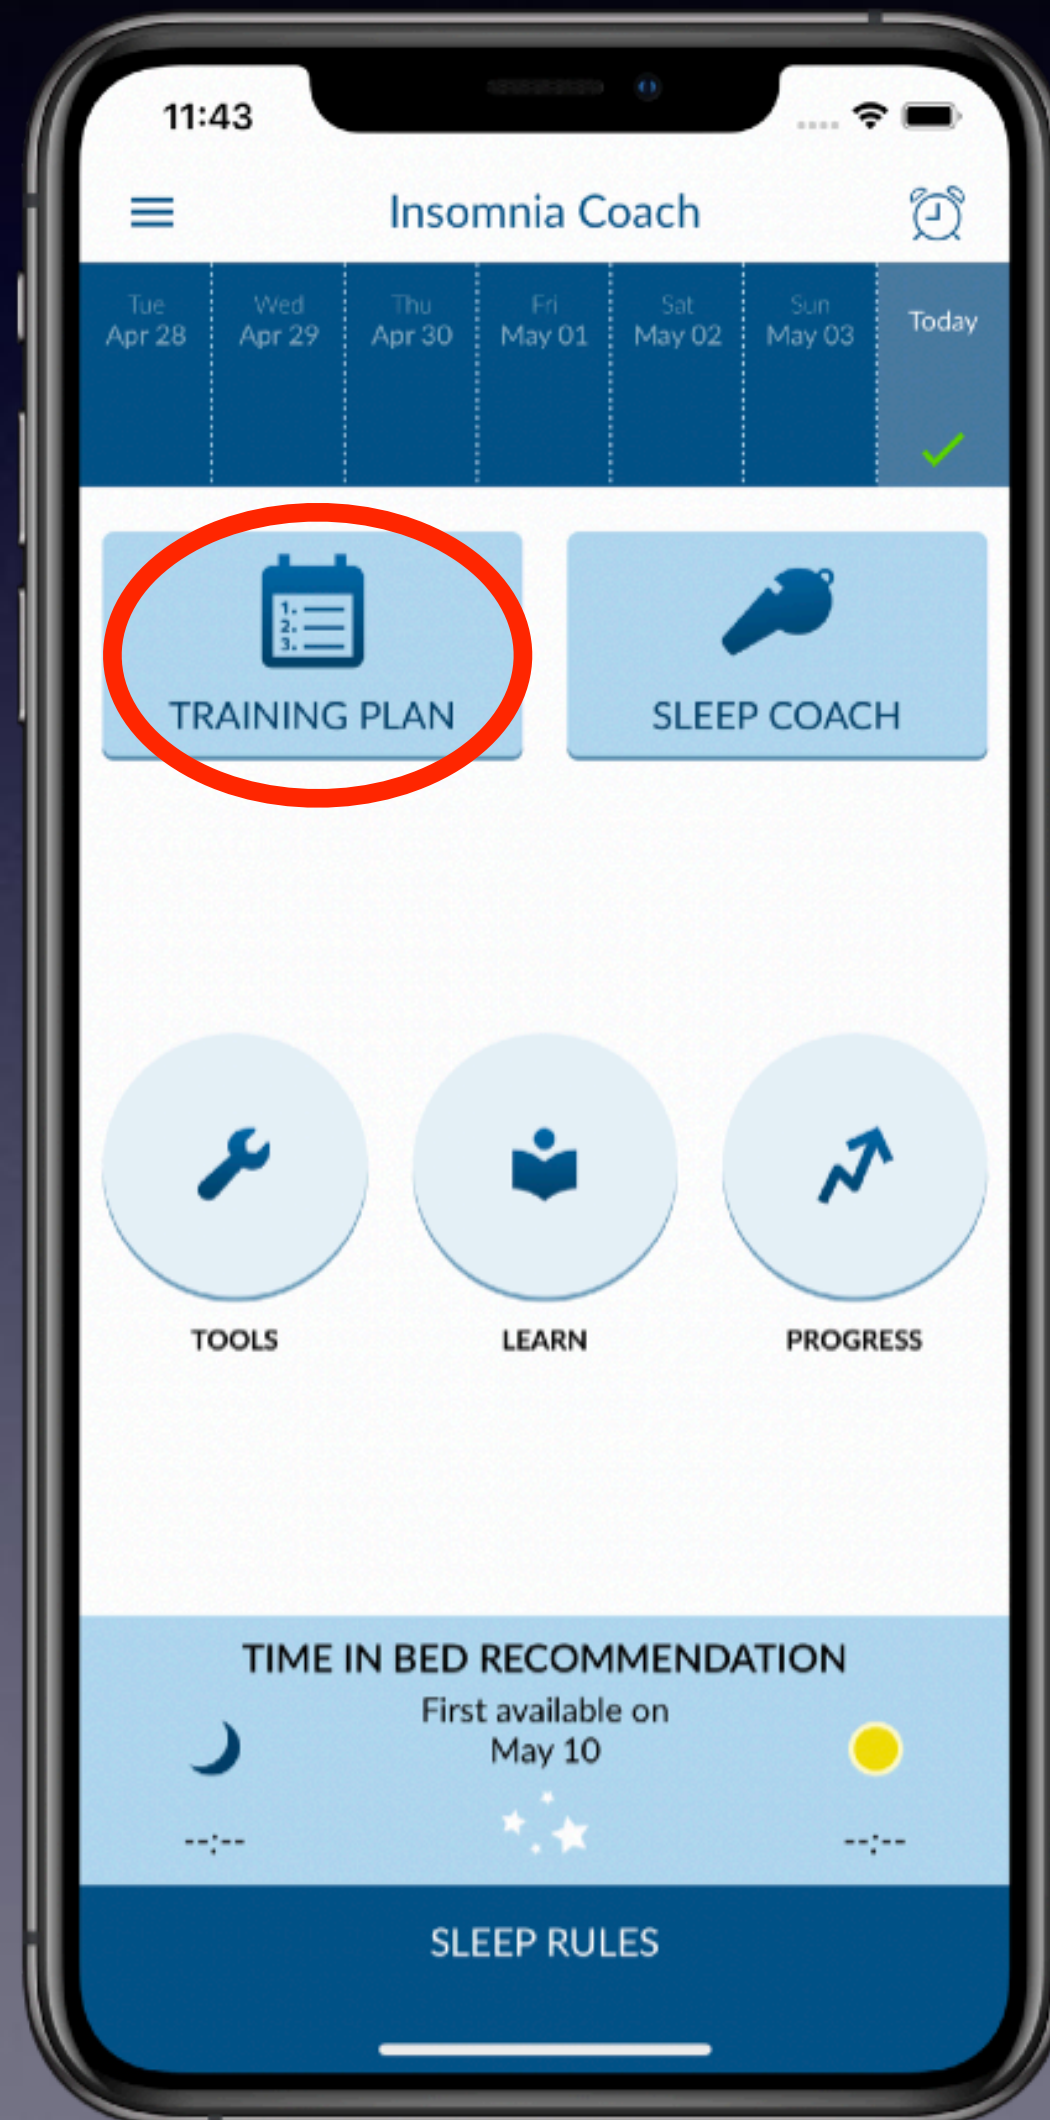 11:43
Insomnia Coach
Tue Wed Thu Fri Sat Sun
Apr 28 Apr 29 Apr 30 May 01 May 02 May 03 Today
1.
2.
3.
TRAINING PLAN SLEEP COACH
TOOLS LEARN PROGRESS
TIME IN BED RECOMMENDATION
First available on
May 10
--:-- --:--
SLEEP RULES